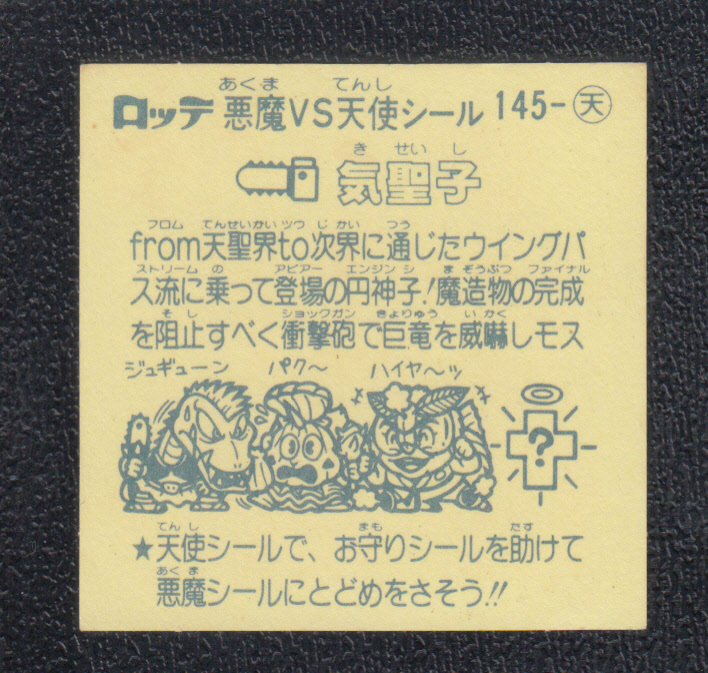 あくま てんし
ロッテ 悪魔VS天使シール 145-天
き せい し
気聖子
フロム てんせいかい ツウ じ かい つう
from天聖界to次界に通じたウイングパ
ストリーム の アピアー エンジン シ ま ぞうぶつ ファイナル
ス流に乗って登場の円神子!魔造物の完成
そ し ショックガン きょりゅう い かく
を阻止すべく衝撃砲で巨竜を威嚇しモス
ジュギューン パク〜 ハイヤ〜ッ
?
てん し まも たす
★天使シールで、お守りシールを助けて
あく ま
悪魔シールにとどめをさそう!!